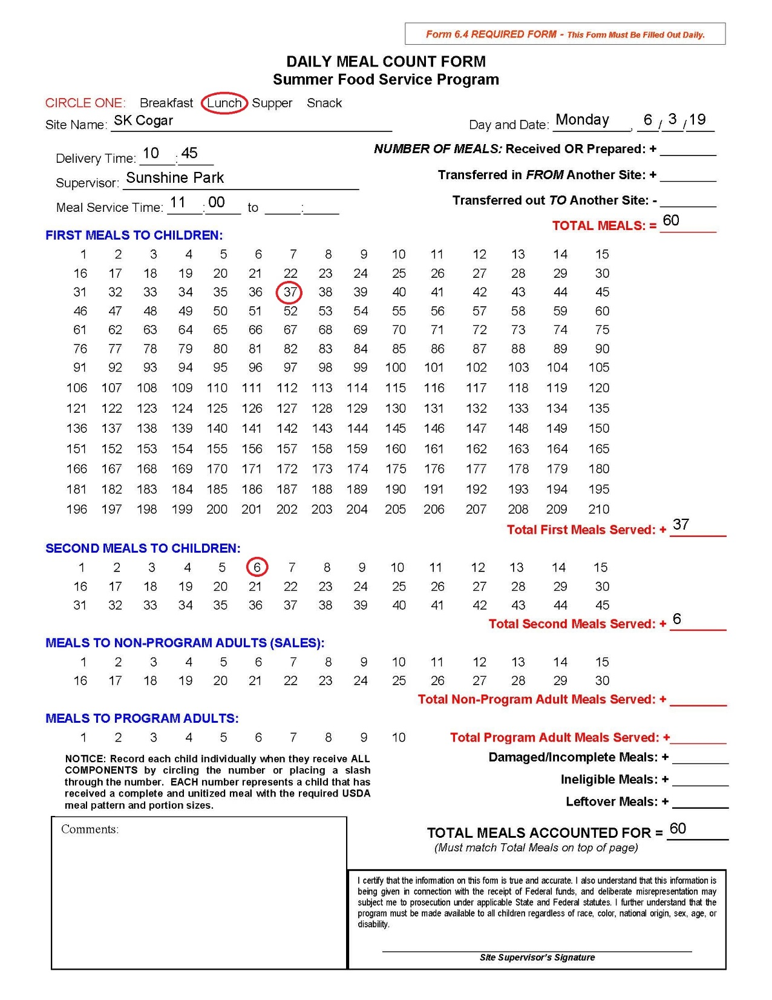 Form 6.4 REQUIRED FORM - This Form Must Be Filled Out Daily.
DAILY MEAL COUNT FORM
Summer Food Service Program
CIRCLE ONE: Breakfast Lunch Supper Snack
Site Name: SK Cogar Day and Date: Monday, 6 / 3 / 19
NUMBER OF MEALS: Received OR Prepared: +
Delivery Time: 10 : 45
Transferred in FROM Another Site: +
Supervisor: Sunshine Park
Transferred out TO Another Site: -
Meal Service Time: 11 : 00 to :
TOTAL MEALS: = 60
FIRST MEALS TO CHILDREN:
1 2 3 4 5 6 7 8 9 10 11 12 13 14 15
16 17 18 19 20 21 22 23 24 25 26 27 28 29 30
31 32 33 34 35 36 37 38 39 40 41 42 43 44 45
46 47 48 49 50 51 52 53 54 55 56 57 58 59 60
61 62 63 64 65 66 67 68 69 70 71 72 73 74 75
76 77 78 79 80 81 82 83 84 85 86 87 88 89 90
91 92 93 94 95 96 97 98 99 100 101 102 103 104 105
106 107 108 109 110 111 112 113 114 115 116 117 118 119 120
121 122 123 124 125 126 127 128 129 130 131 132 133 134 135
136 137 138 139 140 141 142 143 144 145 146 147 148 149 150
151 152 153 154 155 156 157 158 159 160 161 162 163 164 165
166 167 168 169 170 171 172 173 174 175 176 177 178 179 180
181 182 183 184 185 186 187 188 189 190 191 192 193 194 195
196 197 198 199 200 201 202 203 204 205 206 207 208 209 210
Total First Meals Served: + 37
SECOND MEALS TO CHILDREN:
1 2 3 4 5 6 7 8 9 10 11 12 13 14 15
16 17 18 19 20 21 22 23 24 25 26 27 28 29 30
31 32 33 34 35 36 37 38 39 40 41 42 43 44 45
Total Second Meals Served: + 6
MEALS TO NON-PROGRAM ADULTS (SALES):
1 2 3 4 5 6 7 8 9 10 11 12 13 14 15
16 17 18 19 20 21 22 23 24 25 26 27 28 29 30
Total Non-Program Adult Meals Served: +
MEALS TO PROGRAM ADULTS:
1 2 3 4 5 6 7 8 9 10 Total Program Adult Meals Served: +
NOTICE: Record each child individually when they receive ALL
COMPONENTS by circling the number or placing a slash
through the number. EACH number represents a child that has
received a complete and unitized meal with the required USDA
meal pattern and portion sizes.
Damaged/Incomplete Meals: +
Ineligible Meals: +
Leftover Meals: +
Comments:
TOTAL MEALS ACCOUNTED FOR = 60
(Must match Total Meals on top of page)
I certify that the information on this form is true and accurate. I also understand that this information is
being given in connection with the receipt of Federal funds, and deliberate misrepresentation may
subject me to prosecution under applicable State and Federal statutes. I further understand that the
program must be made available to all children regardless of race, color, national origin, sex, age, or
disability.
Site Supervisor's Signature